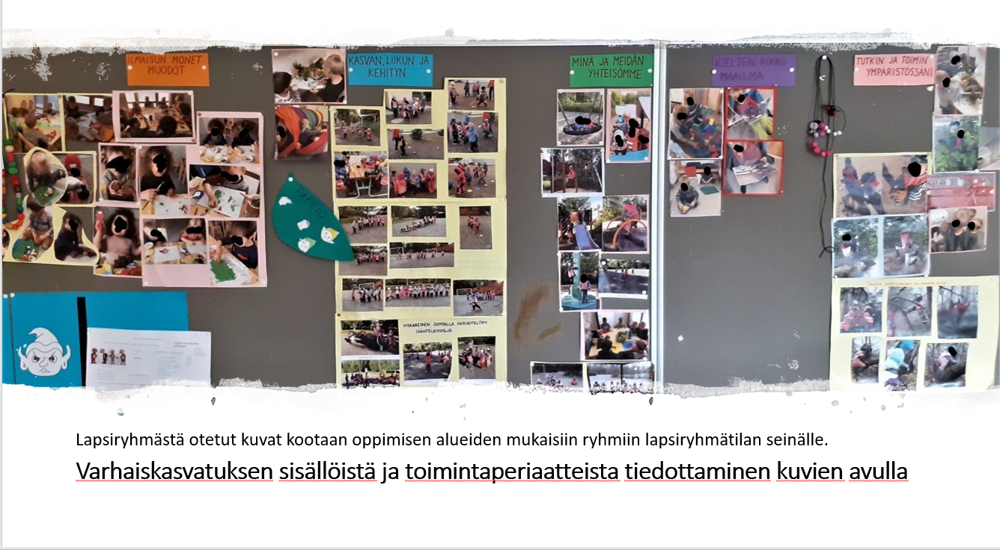 ILMAISUN MONET
MUODOT
KASVAN, LIIKUN JA
KEHITYN
MINÄ JA MEIDÄN
YHTEISÖMME
KIELTEN RIKAS
MAAILMA
TUTKIN JA TOIMIN
YMPÄRISTÖSSÄNI
VISKAREIDEN JUMPALLA HARJOITELTIIN
SÄÄNTÖLEIKKEJÄ
Lapsiryhmästä otetut kuvat kootaan oppimisen alueiden mukaisiin ryhmiin lapsiryhmätilan seinälle.
Varhaiskasvatuksen sisällöistä ja toimintaperiaatteista tiedottaminen kuvien avulla